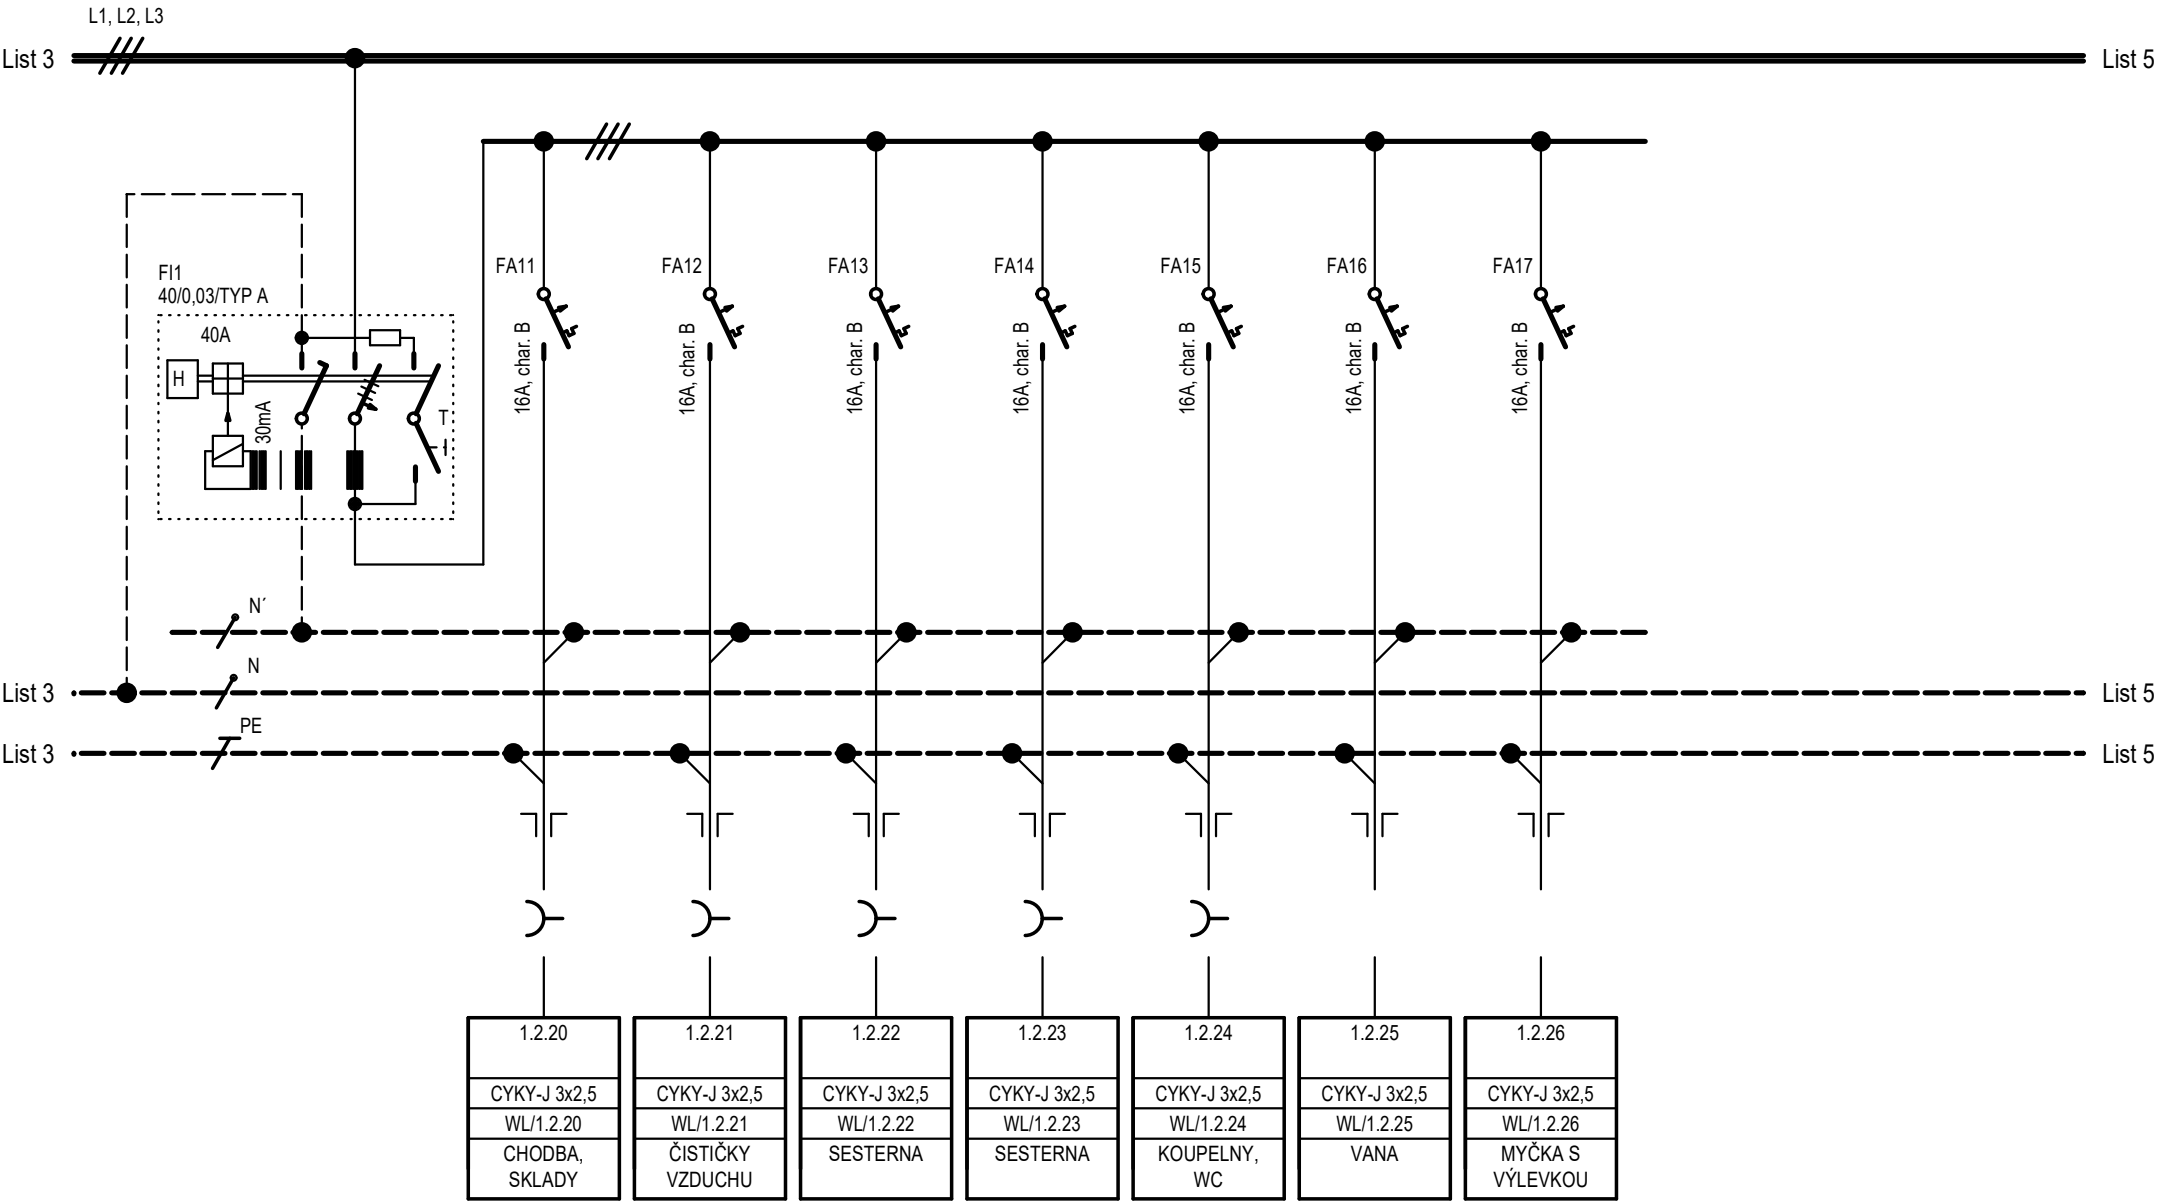 L1, L2, L3
List 3
List 5
FI1
40/0,03/TYP A
40A
H
30mA
T
FA11
16A, char. B
FA12
16A, char. B
FA13
16A, char. B
FA14
16A, char. B
FA15
16A, char. B
FA16
16A, char. B
FA17
16A, char. B
N´
List 3
N
List 5
List 3
PE
List 5
1.2.20
CYKY-J 3x2,5
WL/1.2.20
CHODBA,
SKLADY
1.2.21
CYKY-J 3x2,5
WL/1.2.21
ČISTIČKY
VZDUCHU
1.2.22
CYKY-J 3x2,5
WL/1.2.22
SESTERNA
1.2.23
CYKY-J 3x2,5
WL/1.2.23
SESTERNA
1.2.24
CYKY-J 3x2,5
WL/1.2.24
KOUPELNY,
WC
1.2.25
CYKY-J 3x2,5
WL/1.2.25
VANA
1.2.26
CYKY-J 3x2,5
WL/1.2.26
MYČKA S
VÝLEVKOU